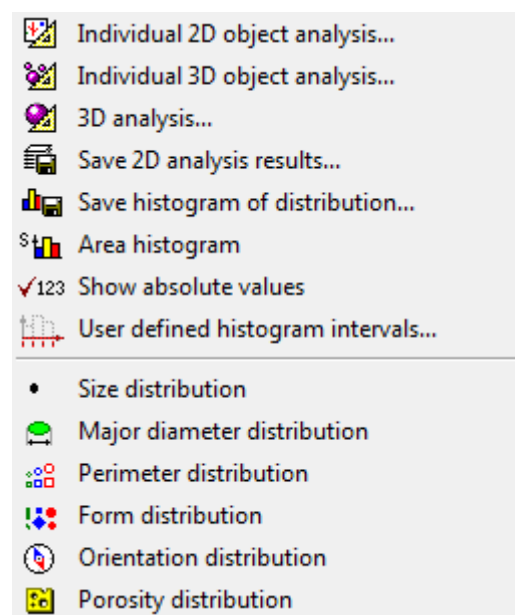 Individual 2D object analysis...
Individual 3D object analysis...
3D analysis...
Save 2D analysis results...
Save histogram of distribution...
S Area histogram
123 Show absolute values
User defined histogram intervals...
Size distribution
Major diameter distribution
Perimeter distribution
Form distribution
Orientation distribution
Porosity distribution